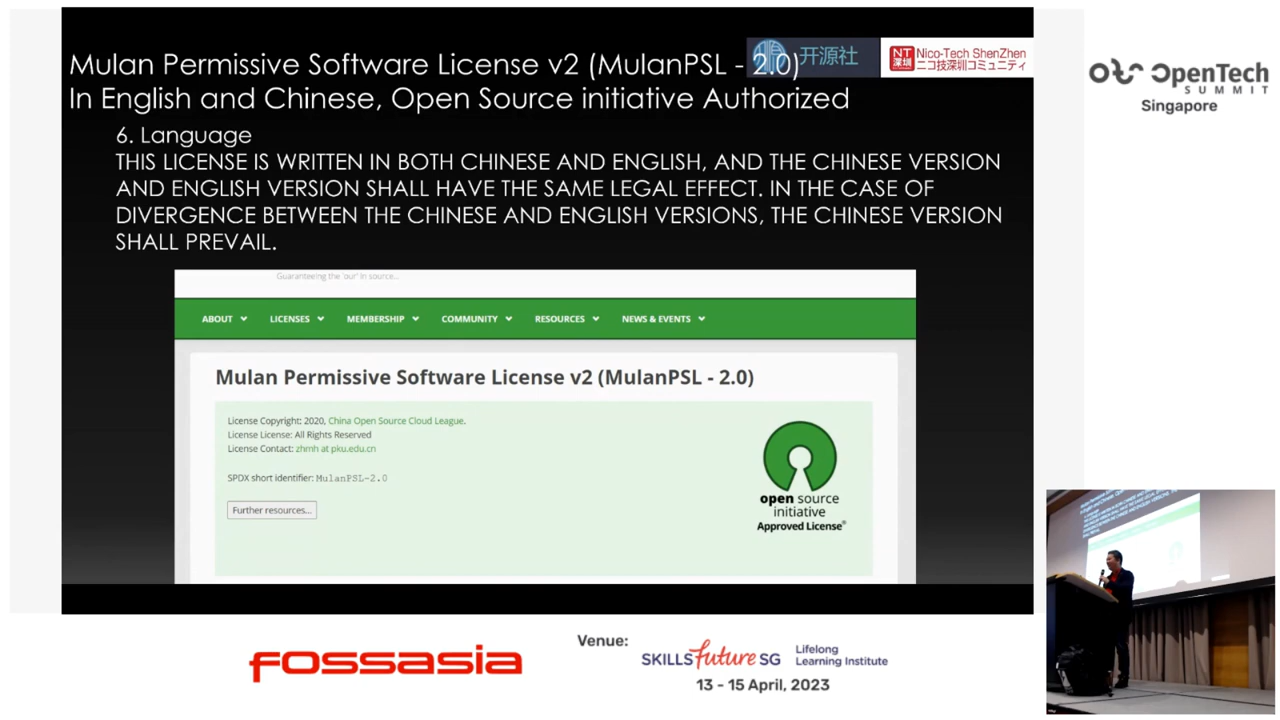 Mulan Permissive Software License v2 (MulanPSL - 2.0)
In English and Chinese, Open Source initiative Authorized
开源社
NT
深圳
Nico-Tech ShenZhen
ニコ技深圳コミュニティ
OpenTech
SUMMIT
Singapore
6. Language
THIS LICENSE IS WRITTEN IN BOTH CHINESE AND ENGLISH, AND THE CHINESE VERSION
AND ENGLISH VERSION SHALL HAVE THE SAME LEGAL EFFECT. IN THE CASE OF
DIVERGENCE BETWEEN THE CHINESE AND ENGLISH VERSIONS, THE CHINESE VERSION
SHALL PREVAIL.
Guaranteeing the 'our' in source...
ABOUT LICENSES MEMBERSHIP COMMUNITY RESOURCES NEWS & EVENTS
Mulan Permissive Software License v2 (MulanPSL - 2.0)
License Copyright: 2020, China Open Source Cloud League.
License License: All Rights Reserved
License Contact: zhmh at pku.edu.cn
SPDX short identifier: MulanPSL-2.0
Further resources...
open source
initiative
Approved License®
FOSSASIA
Venue:
SKILLSfuture SG
Lifelong
Learning Institute
13 - 15 April, 2023